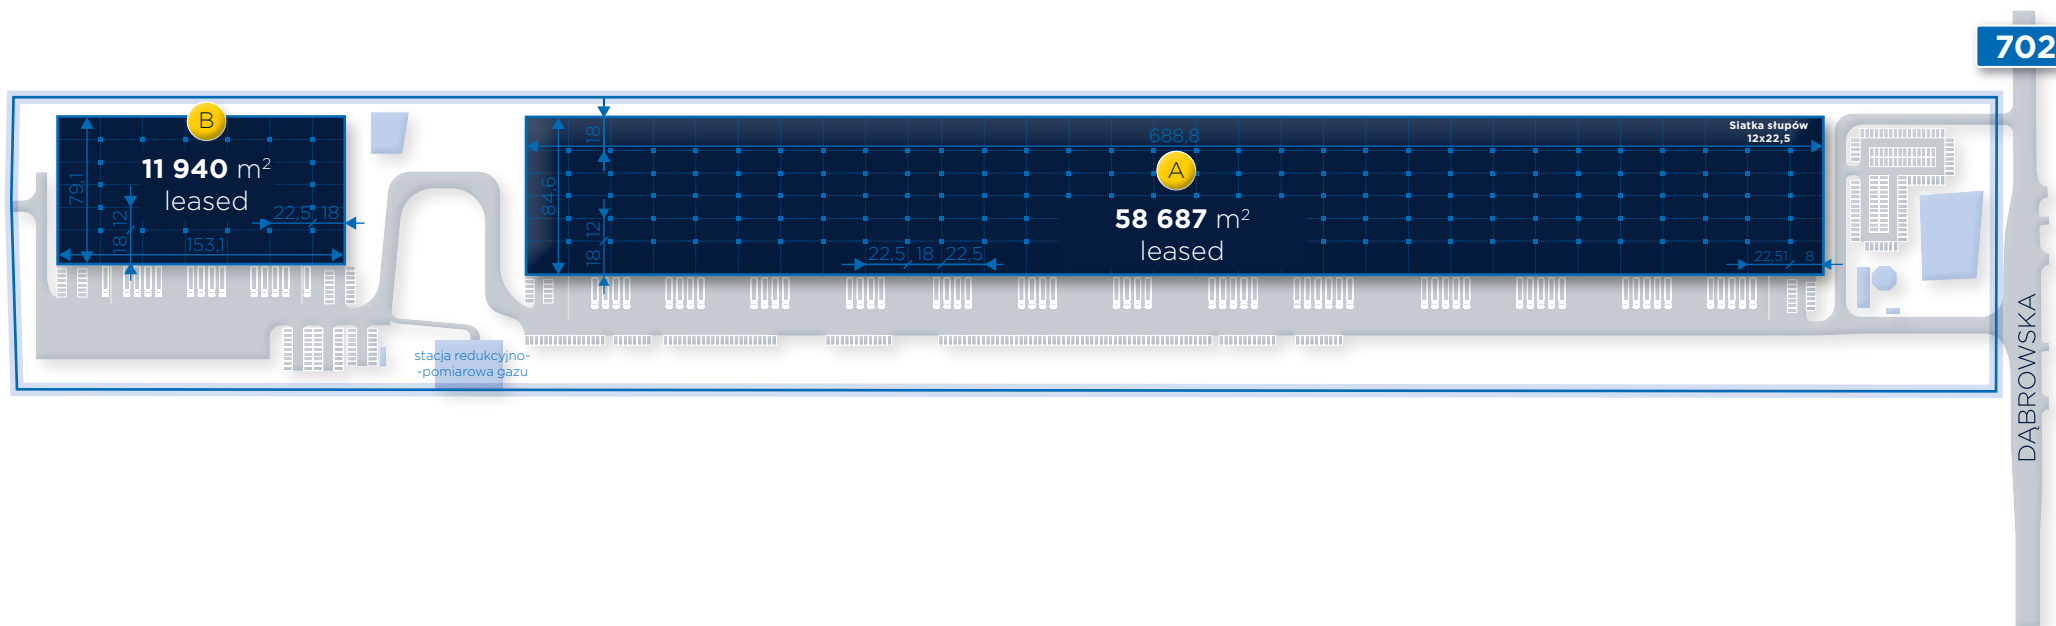 702
B
11 940 m²
leased
79,1
12
18
22,5
18
153,1
18
688,8
Siatka słupów
12x22,5
A
84,6
58 687 m²
leased
12
18
22,5
18
22,5
22,51
8
stacja redukcyjno-
-pomiarowa gazu
DĄBROWSKA